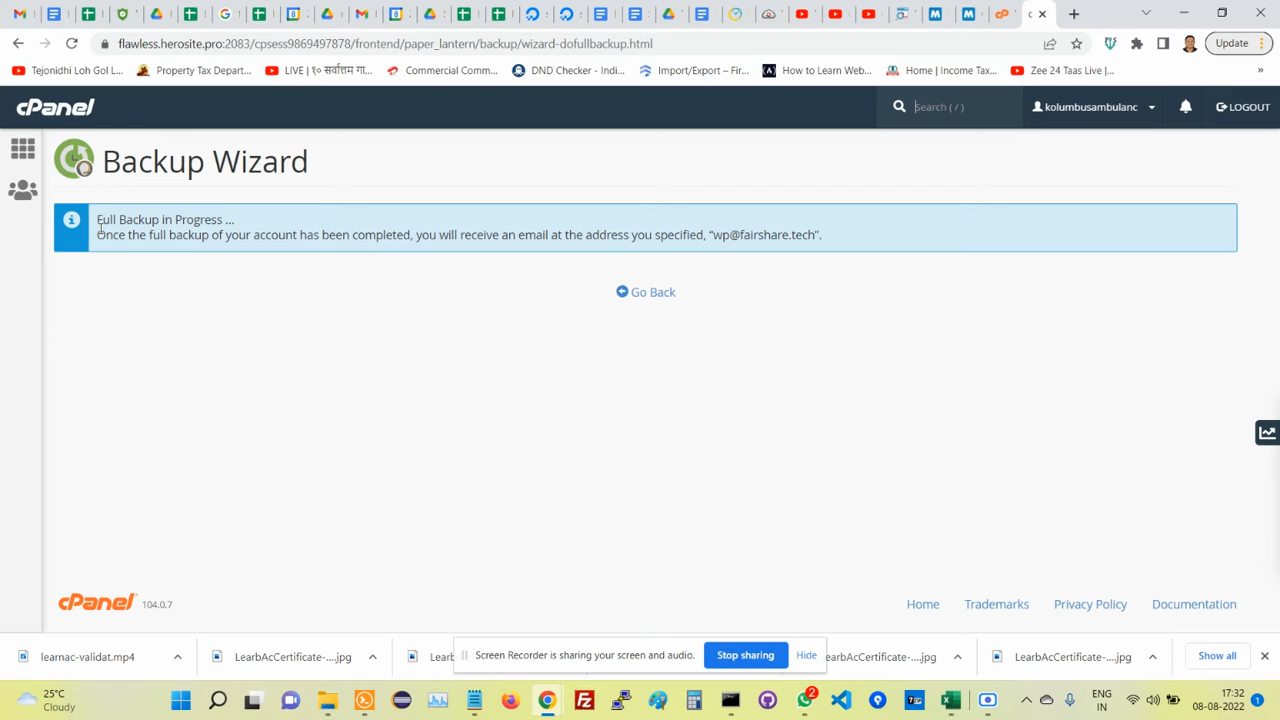 flawless.herosite.pro:2083/cpsess9869497878/frontend/paper_lantern/backup/wizard-dofullbackup.html
Update
Tejonidhi Loh Gol L...
Property Tax Depart...
LIVE | १० सर्वात्तम गा...
Commercial Comm...
DND Checker - Indi...
Import/Export – Fir...
How to Learn Web...
Home | Income Tax...
Zee 24 Taas Live |...
»
cPanel
Search ( / )
kolumbusambulanc
LOGOUT
Backup Wizard
Full Backup in Progress ...
Once the full backup of your account has been completed, you will receive an email at the address you specified, “wp@fairshare.tech”.
Go Back
cPanel 104.0.7
Home
Trademarks
Privacy Policy
Documentation
learnac-validat.mp4
LearbAcCertificate-....jpg
Screen Recorder is sharing your screen and audio.
Stop sharing
Hide
LearbAcCertificate-....jpg
Show all
25°C
Cloudy
2
ENG
IN
17:32
08-08-2022
1